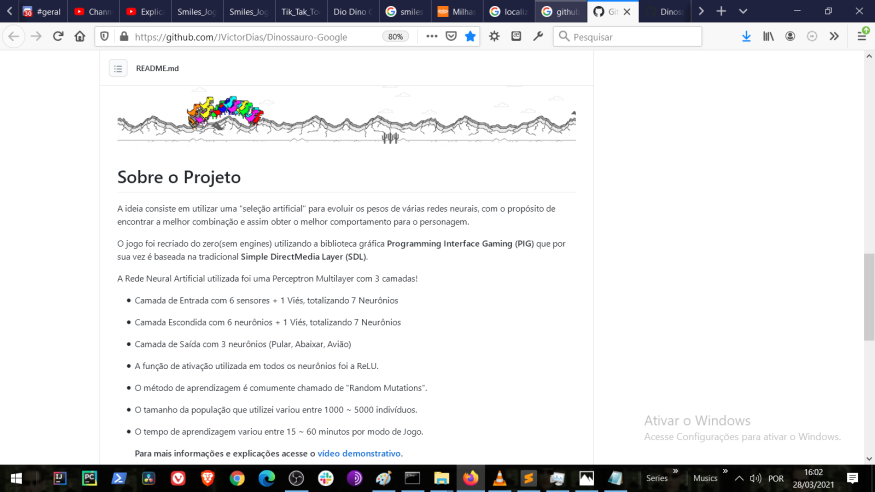 #geral
Chann
Explic
Smiles_Jog
Smiles_Jog
Tik_Tak_To
Dio Dino G
smiles
Milhas
localiz
github
Git
Dinos
https://github.com/JVictorDias/Dinossauro-Google
80%
Pesquisar
README.md
Sobre o Projeto
A ideia consiste em utilizar uma "seleção artificial" para evoluir os pesos de várias redes neurais, com o propósito de
encontrar a melhor combinação e assim obter o melhor comportamento para o personagem.
O jogo foi recriado do zero(sem engines) utilizando a biblioteca gráfica Programming Interface Gaming (PIG) que por
sua vez é baseada na tradicional Simple DirectMedia Layer (SDL).
A Rede Neural Artificial utilizada foi uma Perceptron Multilayer com 3 camadas!
• Camada de Entrada com 6 sensores + 1 Viés, totalizando 7 Neurônios
• Camada Escondida com 6 neurônios + 1 Viés, totalizando 7 Neurônios
• Camada de Saída com 3 neurônios (Pular, Abaixar, Avião)
• A função de ativação utilizada em todos os neurônios foi a ReLU.
• O método de aprendizagem é comumente chamado de "Random Mutations".
• O tamanho da população que utilizei variou entre 1000 ~ 5000 indivíduos.
• O tempo de aprendizagem variou entre 15 ~ 60 minutos por modo de Jogo.
Para mais informações e explicações acesse o vídeo demonstrativo.
Ativar o Windows
Acesse Configurações para ativar o Windows.
Series
Musics
POR
16:02
28/03/2021